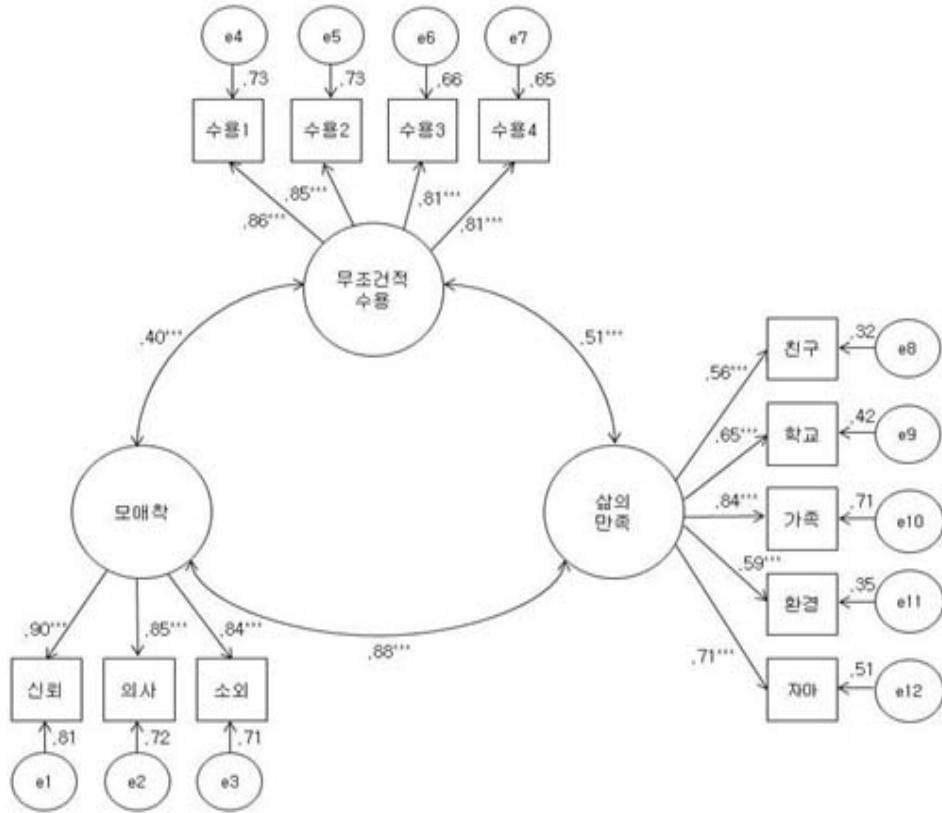 e4 e5 e6 e7
.73 .73 .66 .65
수용1 수용2 수용3 수용4
.86*** .85*** .81*** .81***
무조건적
수용
.40*** .51***
친구 .32 e8
.56***
학교 .42 e9
.65***
모애착
삶의
만족
.84*** 가족 .71 e10
.59***
환경 .35 e11
.88***
.71***
자아 .51 e12
.90*** .85*** .84***
신뢰 의사 소외
.81 .72 .71
e1 e2 e3